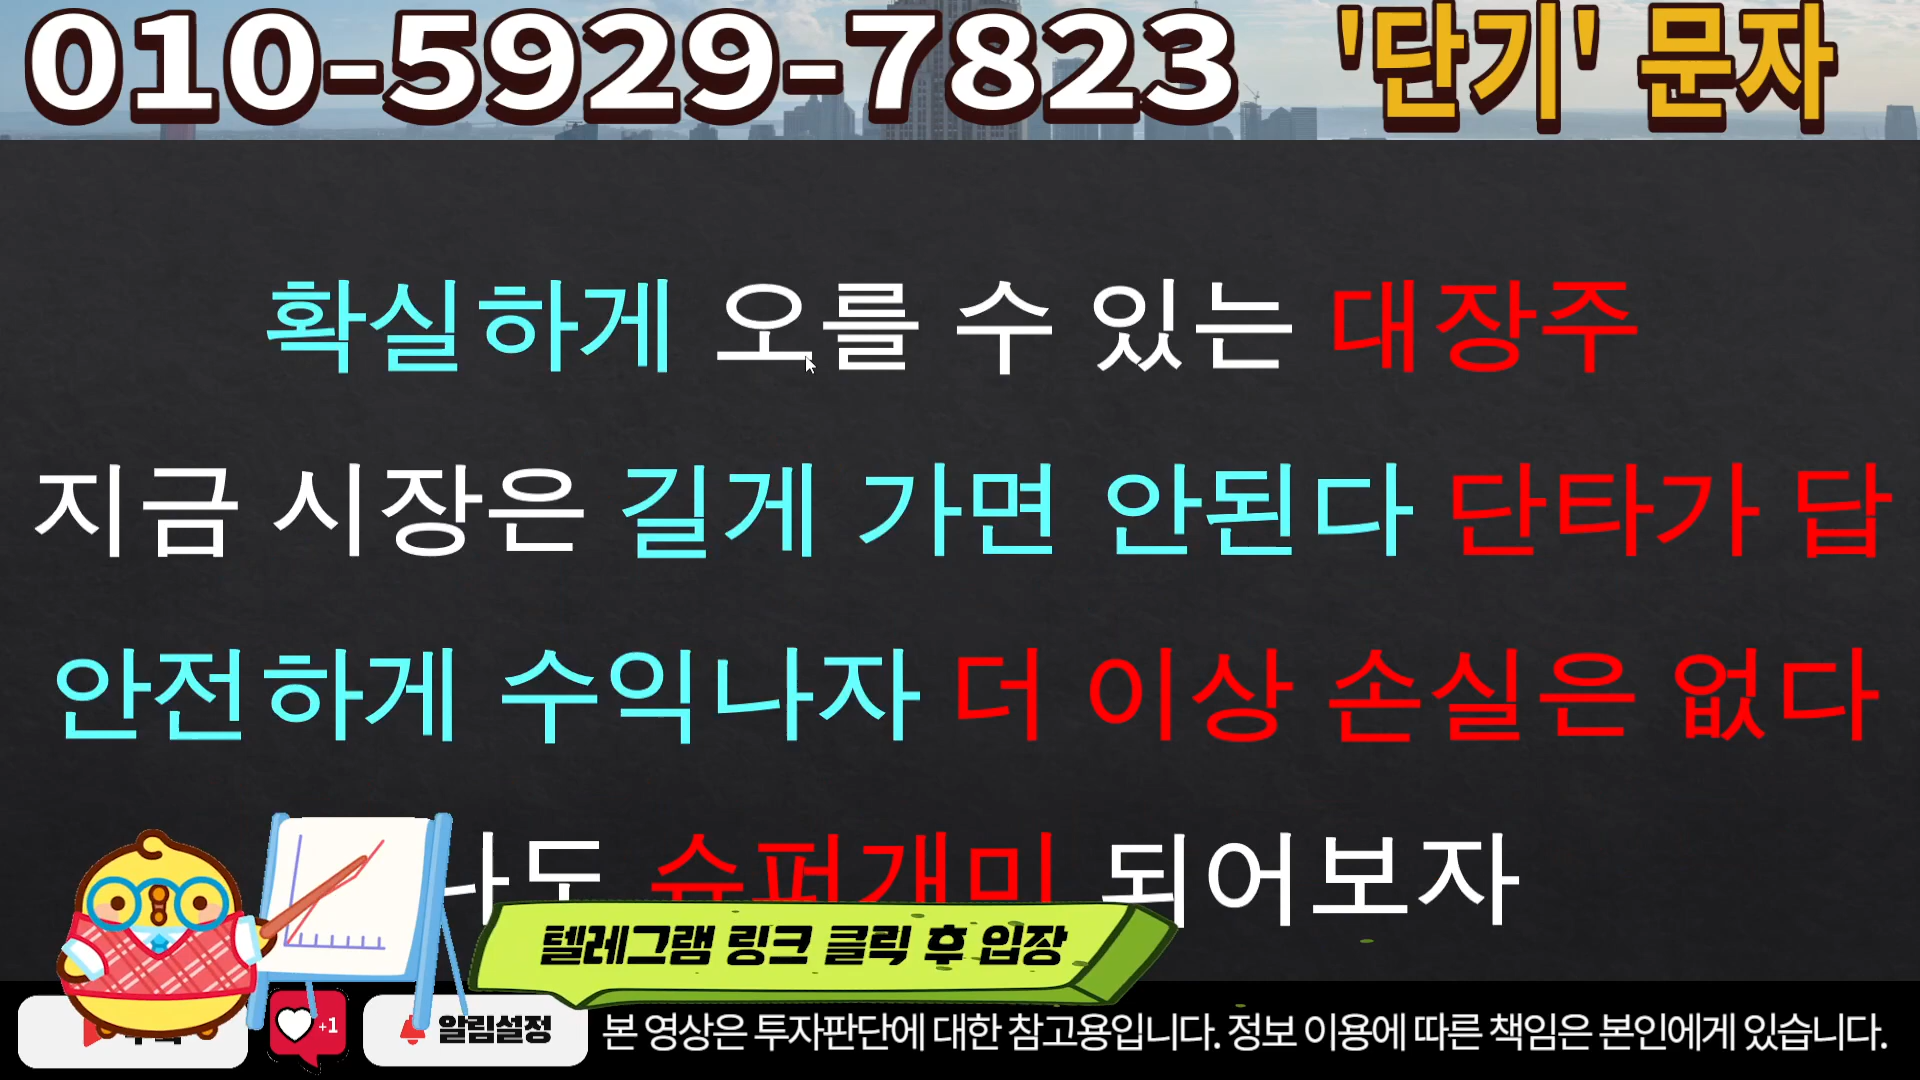 010-5929-7823 '단기' 문자
확실하게 오를 수 있는 대장주
지금 시장은 길게 가면 안된다 단타가 답
안전하게 수익나자 더 이상 손실은 없다
슈퍼개미 되어보자
텔레그램 링크 클릭 후 입장
+1
알림설정
본 영상은 투자판단에 대한 참고용입니다. 정보 이용에 따른 책임은 본인에게 있습니다.